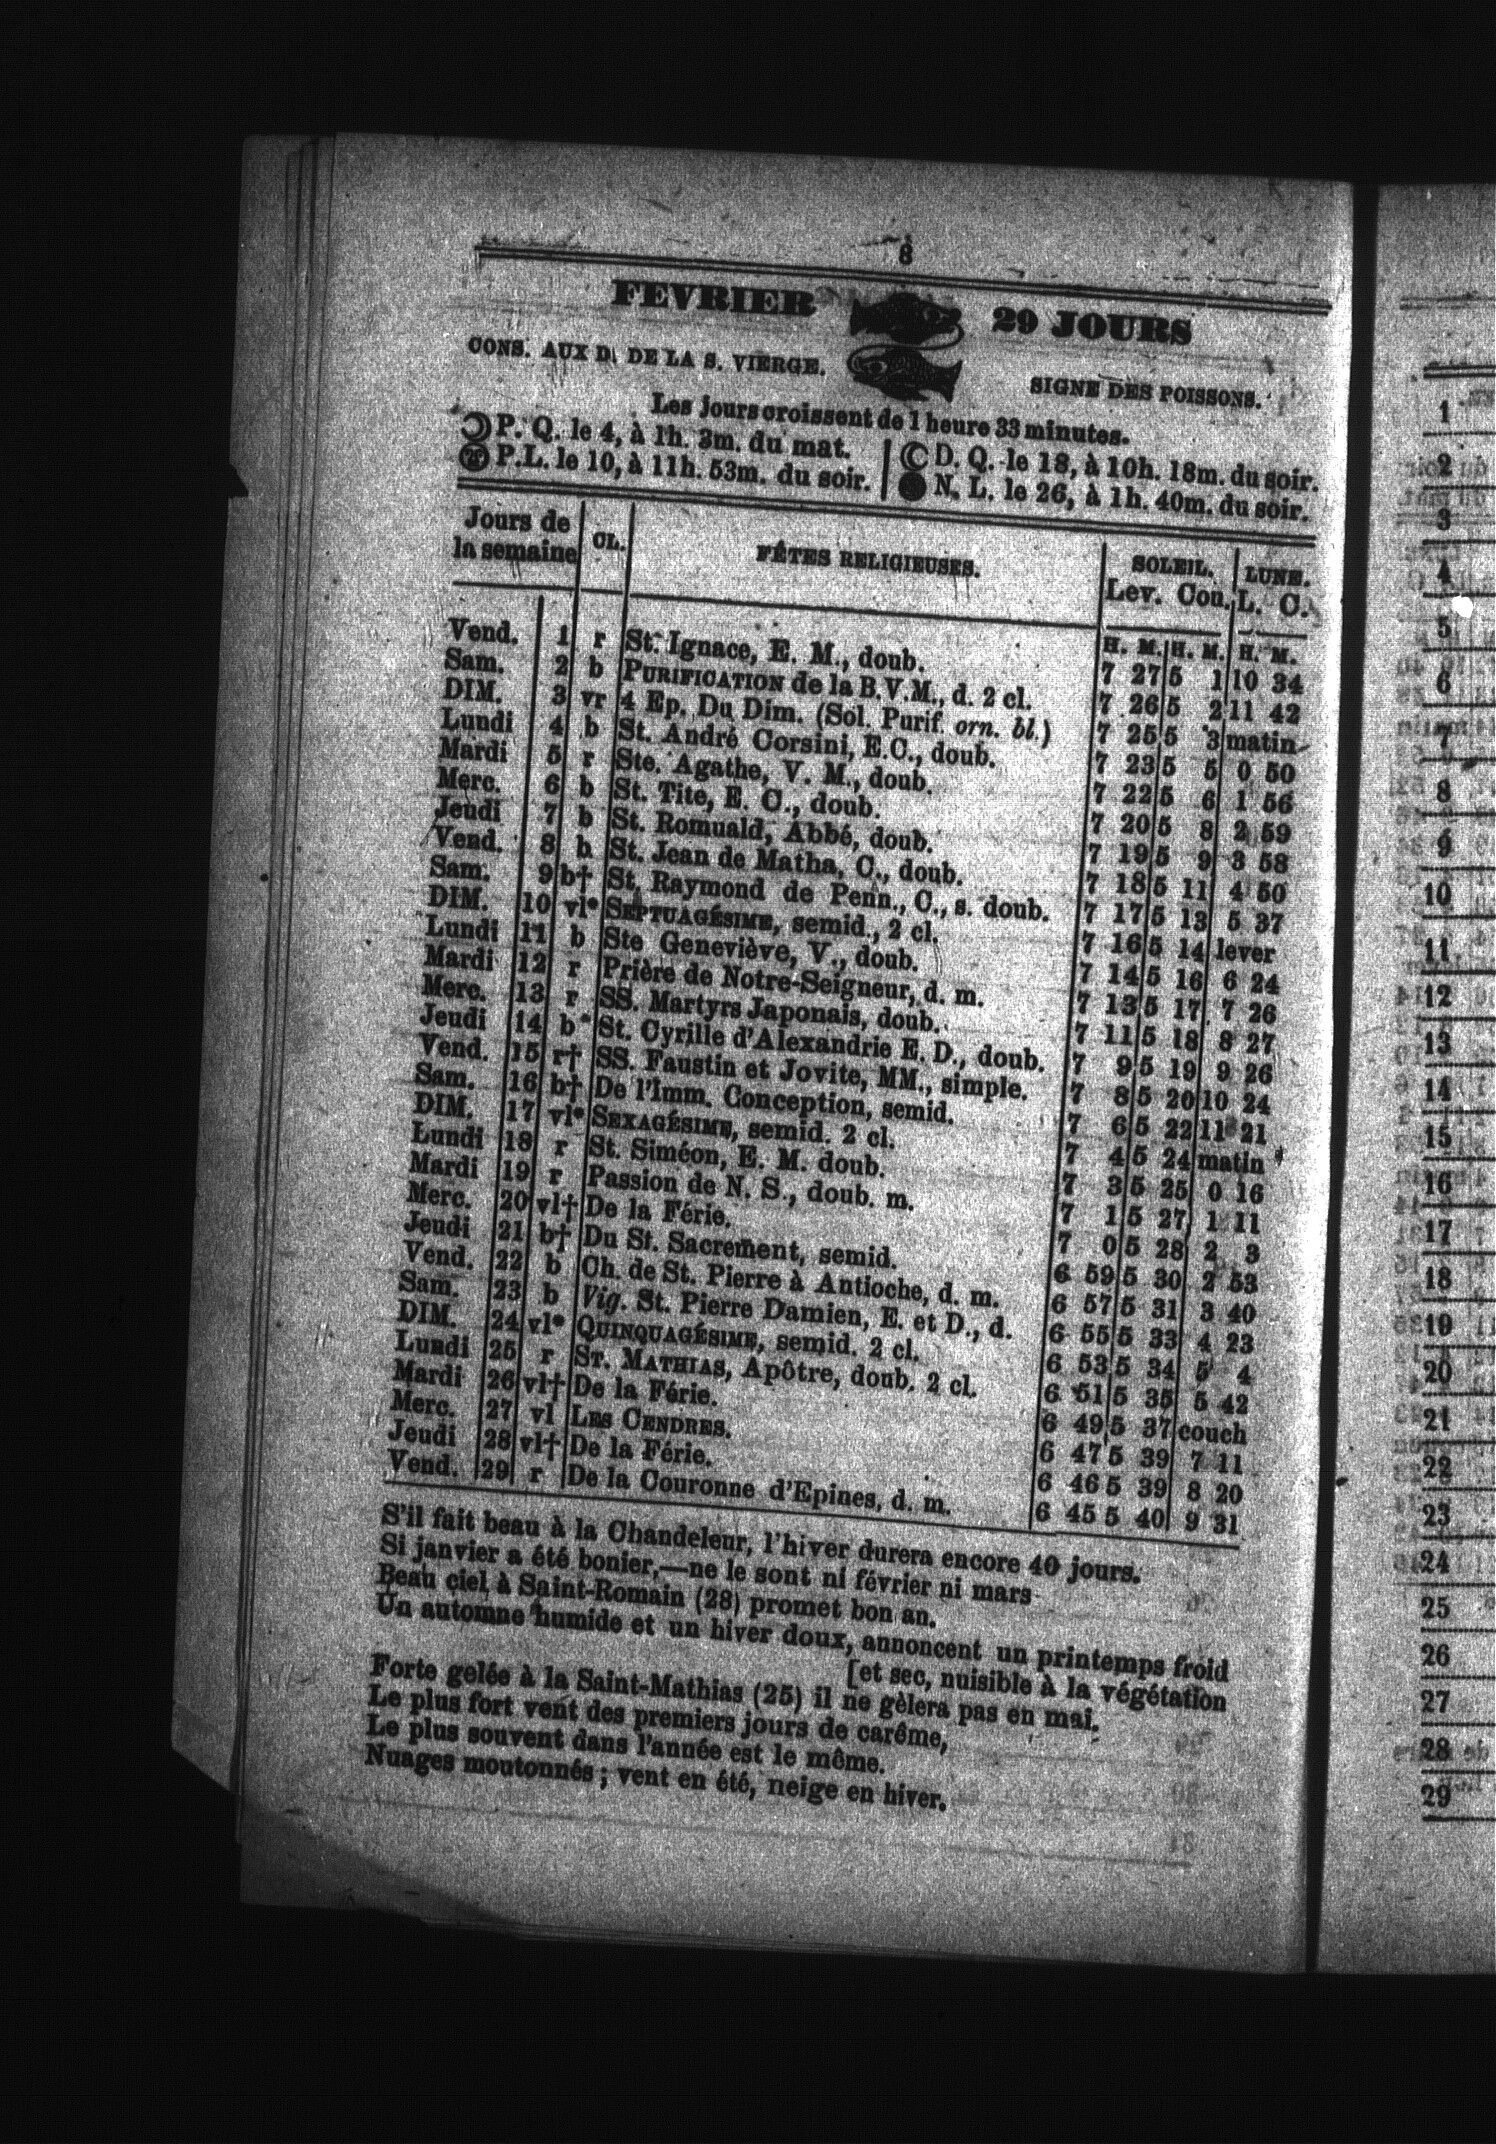 8
FEVRIER 29 JOURS
CONS. AUX D. DE LA S. VIERGE. SIGNE DES POISSONS.
Les jours croissent de 1 heure 33 minutes.
P. Q. le 4, à 1h. 3m. du mat. D. Q. le 18, à 10h. 18m. du soir.
P.L. le 10, à 11h. 53m. du soir. N. L. le 26, à 1h. 40m. du soir.
Jours de la semaine CL. FÊTES RELIGIEUSES. SOLEIL. LUNE.
Lev. Cou. L. C.
H. M. H. M. H. M.
Vend. 1 r St. Ignace, E. M., doub. 7 27 5 1 10 34
Sam. 2 b PURIFICATION de la B.V.M., d. 2 cl. 7 26 5 2 11 42
DIM. 3 vr 4 Ep. Du Dim. (Sol. Purif. orn. bl.) 7 25 5 3 matin
Lundi 4 b St. André Corsini, E.C., doub. 7 23 5 5 0 50
Mardi 5 r Ste. Agathe, V. M., doub. 7 22 5 6 1 56
Merc. 6 b St. Tite, E. C., doub. 7 20 5 8 2 59
Jeudi 7 b St. Romuald, Abbé, doub. 7 19 5 9 3 58
Vend. 8 b St. Jean de Matha, C., doub. 7 18 5 11 4 50
Sam. 9 b† St. Raymond de Penn., C., s. doub. 7 17 5 13 5 37
DIM. 10 vl* SEPTUAGÉSIME, semid., 2 cl. 7 16 5 14 lever
Lundi 11 b Ste Geneviève, V., doub. 7 14 5 16 6 24
Mardi 12 r Prière de Notre-Seigneur, d. m. 7 13 5 17 7 26
Merc. 13 r SS. Martyrs Japonais, doub. 7 11 5 18 8 27
Jeudi 14 b St. Cyrille d'Alexandrie E. D., doub. 7 9 5 19 9 26
Vend. 15 r† SS. Faustin et Jovite, MM., simple. 7 8 5 20 10 24
Sam. 16 b† De l'Imm. Conception, semid. 7 6 5 22 11 21
DIM. 17 vl* SEXAGÉSIME, semid. 2 cl. 7 4 5 24 matin
Lundi 18 r St. Siméon, E. M. doub. 7 3 5 25 0 16
Mardi 19 r Passion de N. S., doub. m. 7 1 5 27 1 11
Merc. 20 vl† De la Férie. 7 0 5 28 2 3
Jeudi 21 b† Du St. Sacrement, semid. 6 59 5 30 2 53
Vend. 22 b Ch. de St. Pierre à Antioche, d. m. 6 57 5 31 3 40
Sam. 23 b Vig. St. Pierre Damien, E. et D., d. 6 55 5 33 4 23
DIM. 24 vl* QUINQUAGÉSIME, semid. 2 cl. 6 53 5 34 5 4
Lundi 25 r ST. MATHIAS, Apôtre, doub. 2 cl. 6 51 5 35 5 42
Mardi 26 vl† De la Férie. 6 49 5 37 couch
Merc. 27 vl LES CENDRES. 6 47 5 39 7 11
Jeudi 28 vl† De la Férie. 6 46 5 39 8 20
Vend. 29 r De la Couronne d'Epines, d. m. 6 45 5 40 9 31
S'il fait beau à la Chandeleur, l'hiver durera encore 40 jours.
Si janvier a été bonier,—ne le sont ni février ni mars
Beau ciel à Saint-Romain (28) promet bon an.
Un automne humide et un hiver doux, annoncent un printemps froid
[et sec, nuisible à la végétation
Forte gelée à la Saint-Mathias (25) il ne gèlera pas en mai.
Le plus fort vent des premiers jours de carême,
Le plus souvent dans l'année est le même.
Nuages moutonnés ; vent en été, neige en hiver.
1
2
3
4
5
6
7
8
9
10
11
12
13
14
15
16
17
18
19
20
21
22
23
24
25
26
27
28
29